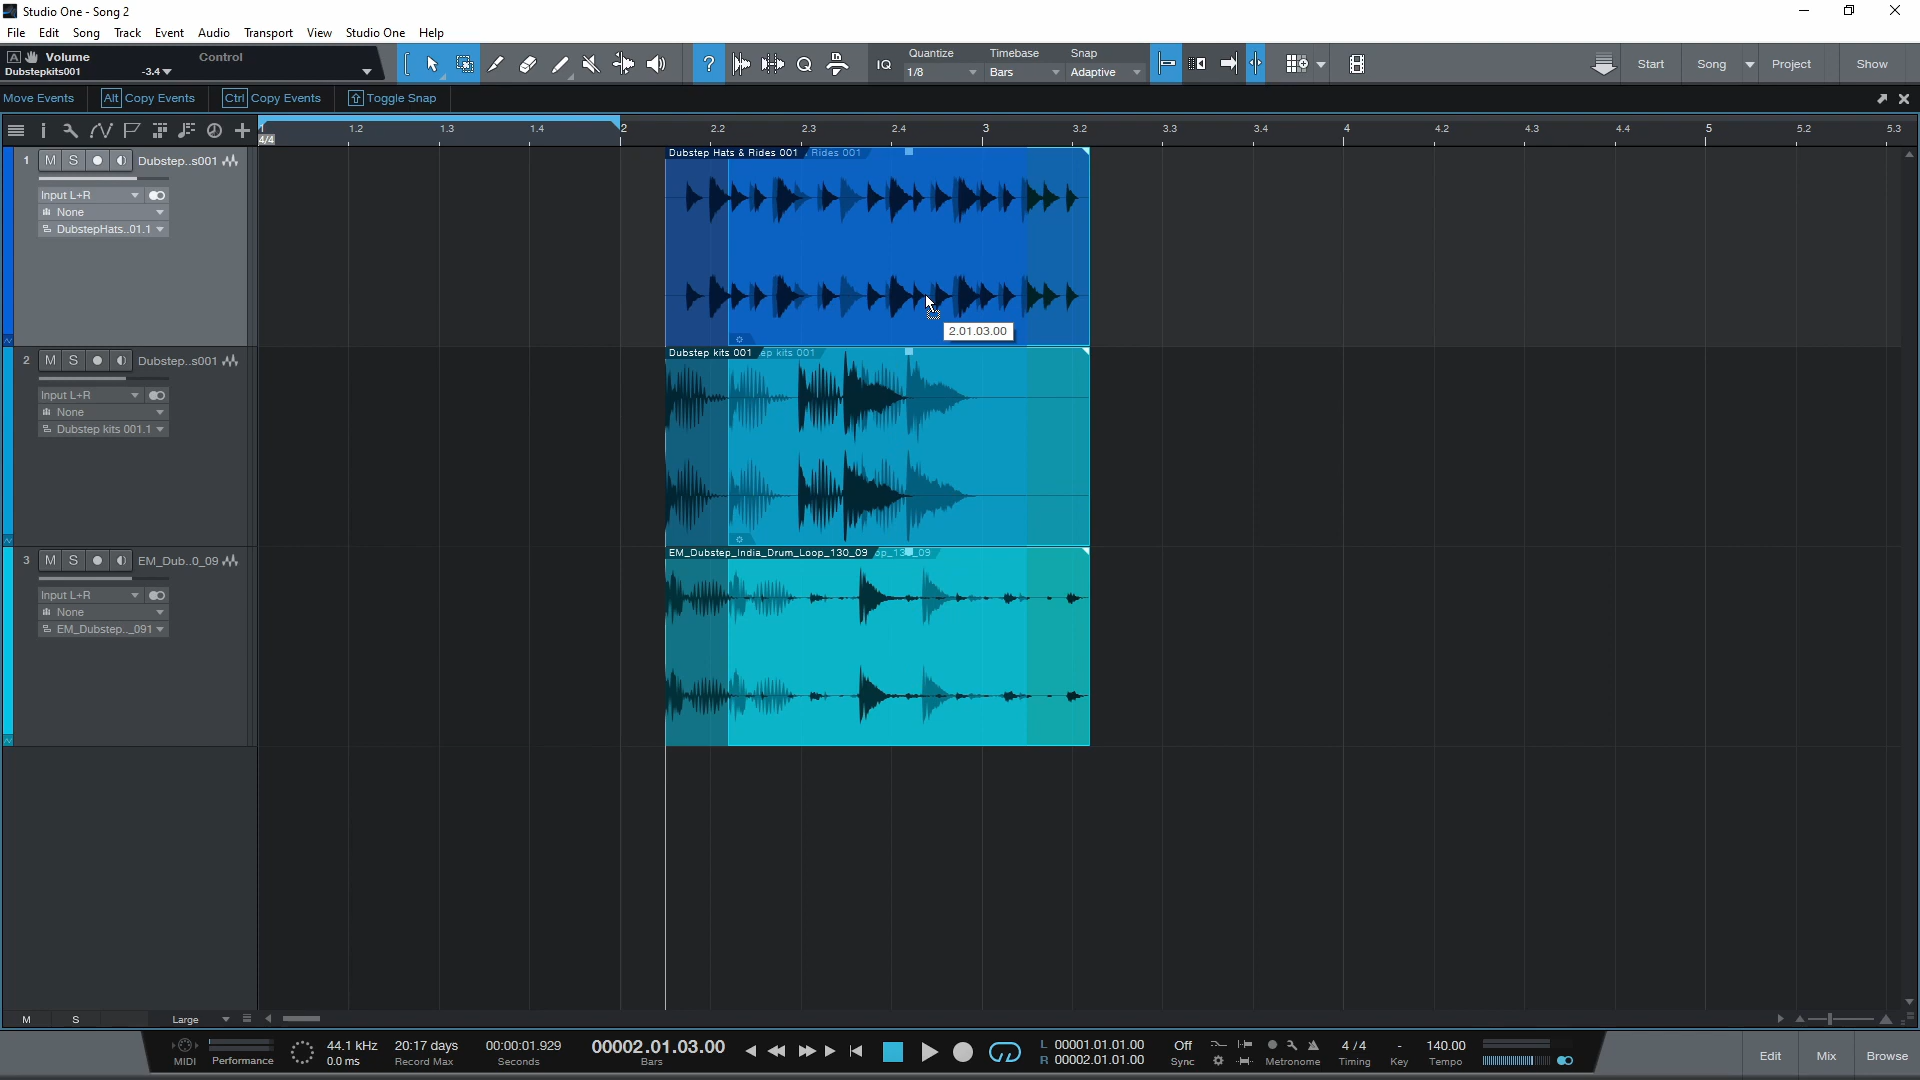 Studio One - Song 2
File Edit Song Track Event Audio Transport View Studio One Help
A Volume Control
Dubstepkits001 -3.4
Quantize Timebase Snap
IQ 1/8 Bars Adaptive
Start Song Project Show
Move Events Alt Copy Events Ctrl Copy Events Toggle Snap
1.2 1.3 1.4 2 2.2 2.3 2.4 3 3.2 3.3 3.4 4 4.2 4.3 4.4 5 5.2 5.3
4/4
1 M S Dubstep..s001
Input L+R
None
DubstepHats..01.1
Dubstep Hats & Rides 001 Rides 001
2.01.03.00
2 M S Dubstep..s001
Input L+R
None
Dubstep kits 001.1
Dubstep kits 001 ep kits 001
3 M S EM_Dub..0_09
Input L+R
None
EM_Dubstep.._091
EM_Dubstep_India_Drum_Loop_130_09
M S Large
MIDI Performance
44.1 kHz
0.0 ms
20:17 days
Record Max
00:00:01.929
Seconds
00002.01.03.00
Bars
L 00001.01.01.00
R 00002.01.01.00
Off
Sync
Metronome
4 / 4
Timing
-
Key
140.00
Tempo
Edit Mix Browse